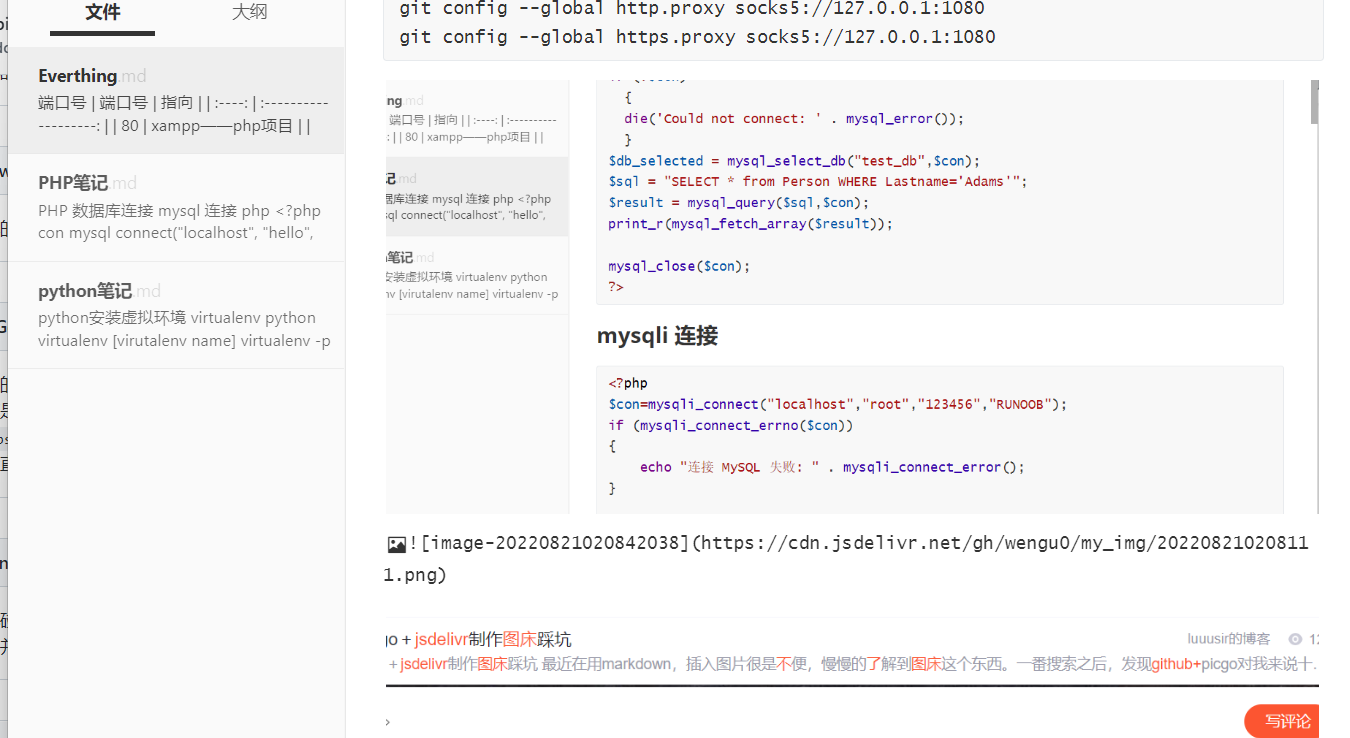 文件
大纲
Everthing.md
端口号 | 端口号 | 指向 | | :----: | :-----------
-----------------: | | 80 | xampp——php项目 | |
PHP笔记.md
PHP 数据库连接 mysql 连接 php <?php
con mysql connect("localhost", "hello",
python笔记.md
python安装虚拟环境 virtualenv python
virtualenv [virutalenv name] virtualenv -p
git config --global http.proxy socks5://127.0.0.1:1080
git config --global https.proxy socks5://127.0.0.1:1080
ng.md
端口号 | 指向 | | :----: | :-----------
: | | 80 | xampp——php项目 | |
记.md
据库连接 mysql 连接 php <?php
sql connect("localhost", "hello",
笔记.md
安装虚拟环境 virtualenv python
nv [virutalenv name] virtualenv -p
{
die('Could not connect: ' . mysql_error());
}
$db_selected = mysql_select_db("test_db",$con);
$sql = "SELECT * from Person WHERE Lastname='Adams'";
$result = mysql_query($sql,$con);
print_r(mysql_fetch_array($result));
mysql_close($con);
?>
mysqli 连接
<?php
$con=mysqli_connect("localhost","root","123456","RUNOOB");
if (mysqli_connect_errno($con))
{
echo "连接 MySQL 失败: " . mysqli_connect_error();
}
![image-20220821020842038](https://cdn.jsdelivr.net/gh/wengu0/my_img/202208210208111
1.png)
go＋jsdelivr制作图床踩坑
luuusir的博客
＋jsdelivr制作图床踩坑 最近在用markdown，插入图片很是不便，慢慢的了解到图床这个东西。一番搜索之后，发现github+picgo对我来说十.
写评论